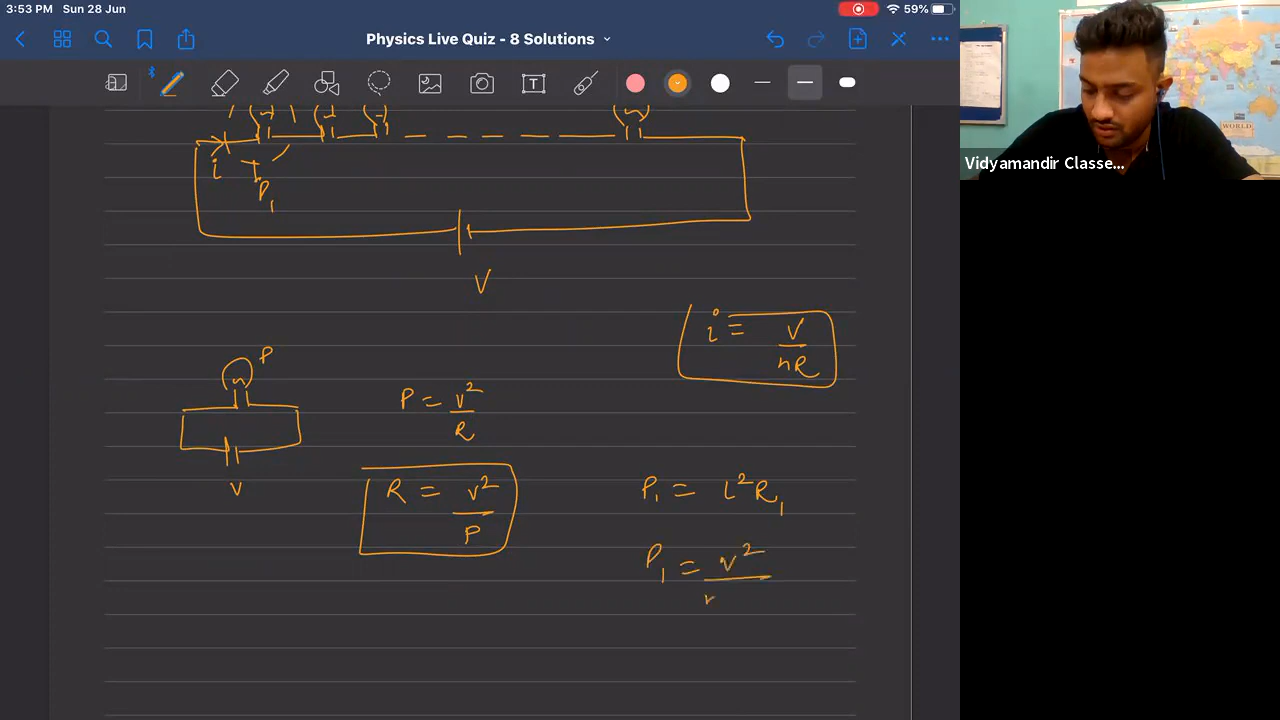 3:53 PM Sun 28 Jun
59%
Physics Live Quiz - 8 Solutions
T
Vidyamandir Classe...
WORLD
i
P₁
V
i = V/nR
P
P = V²/R
V
R = V²/P
P₁ = i²R₁
P₁ = V²